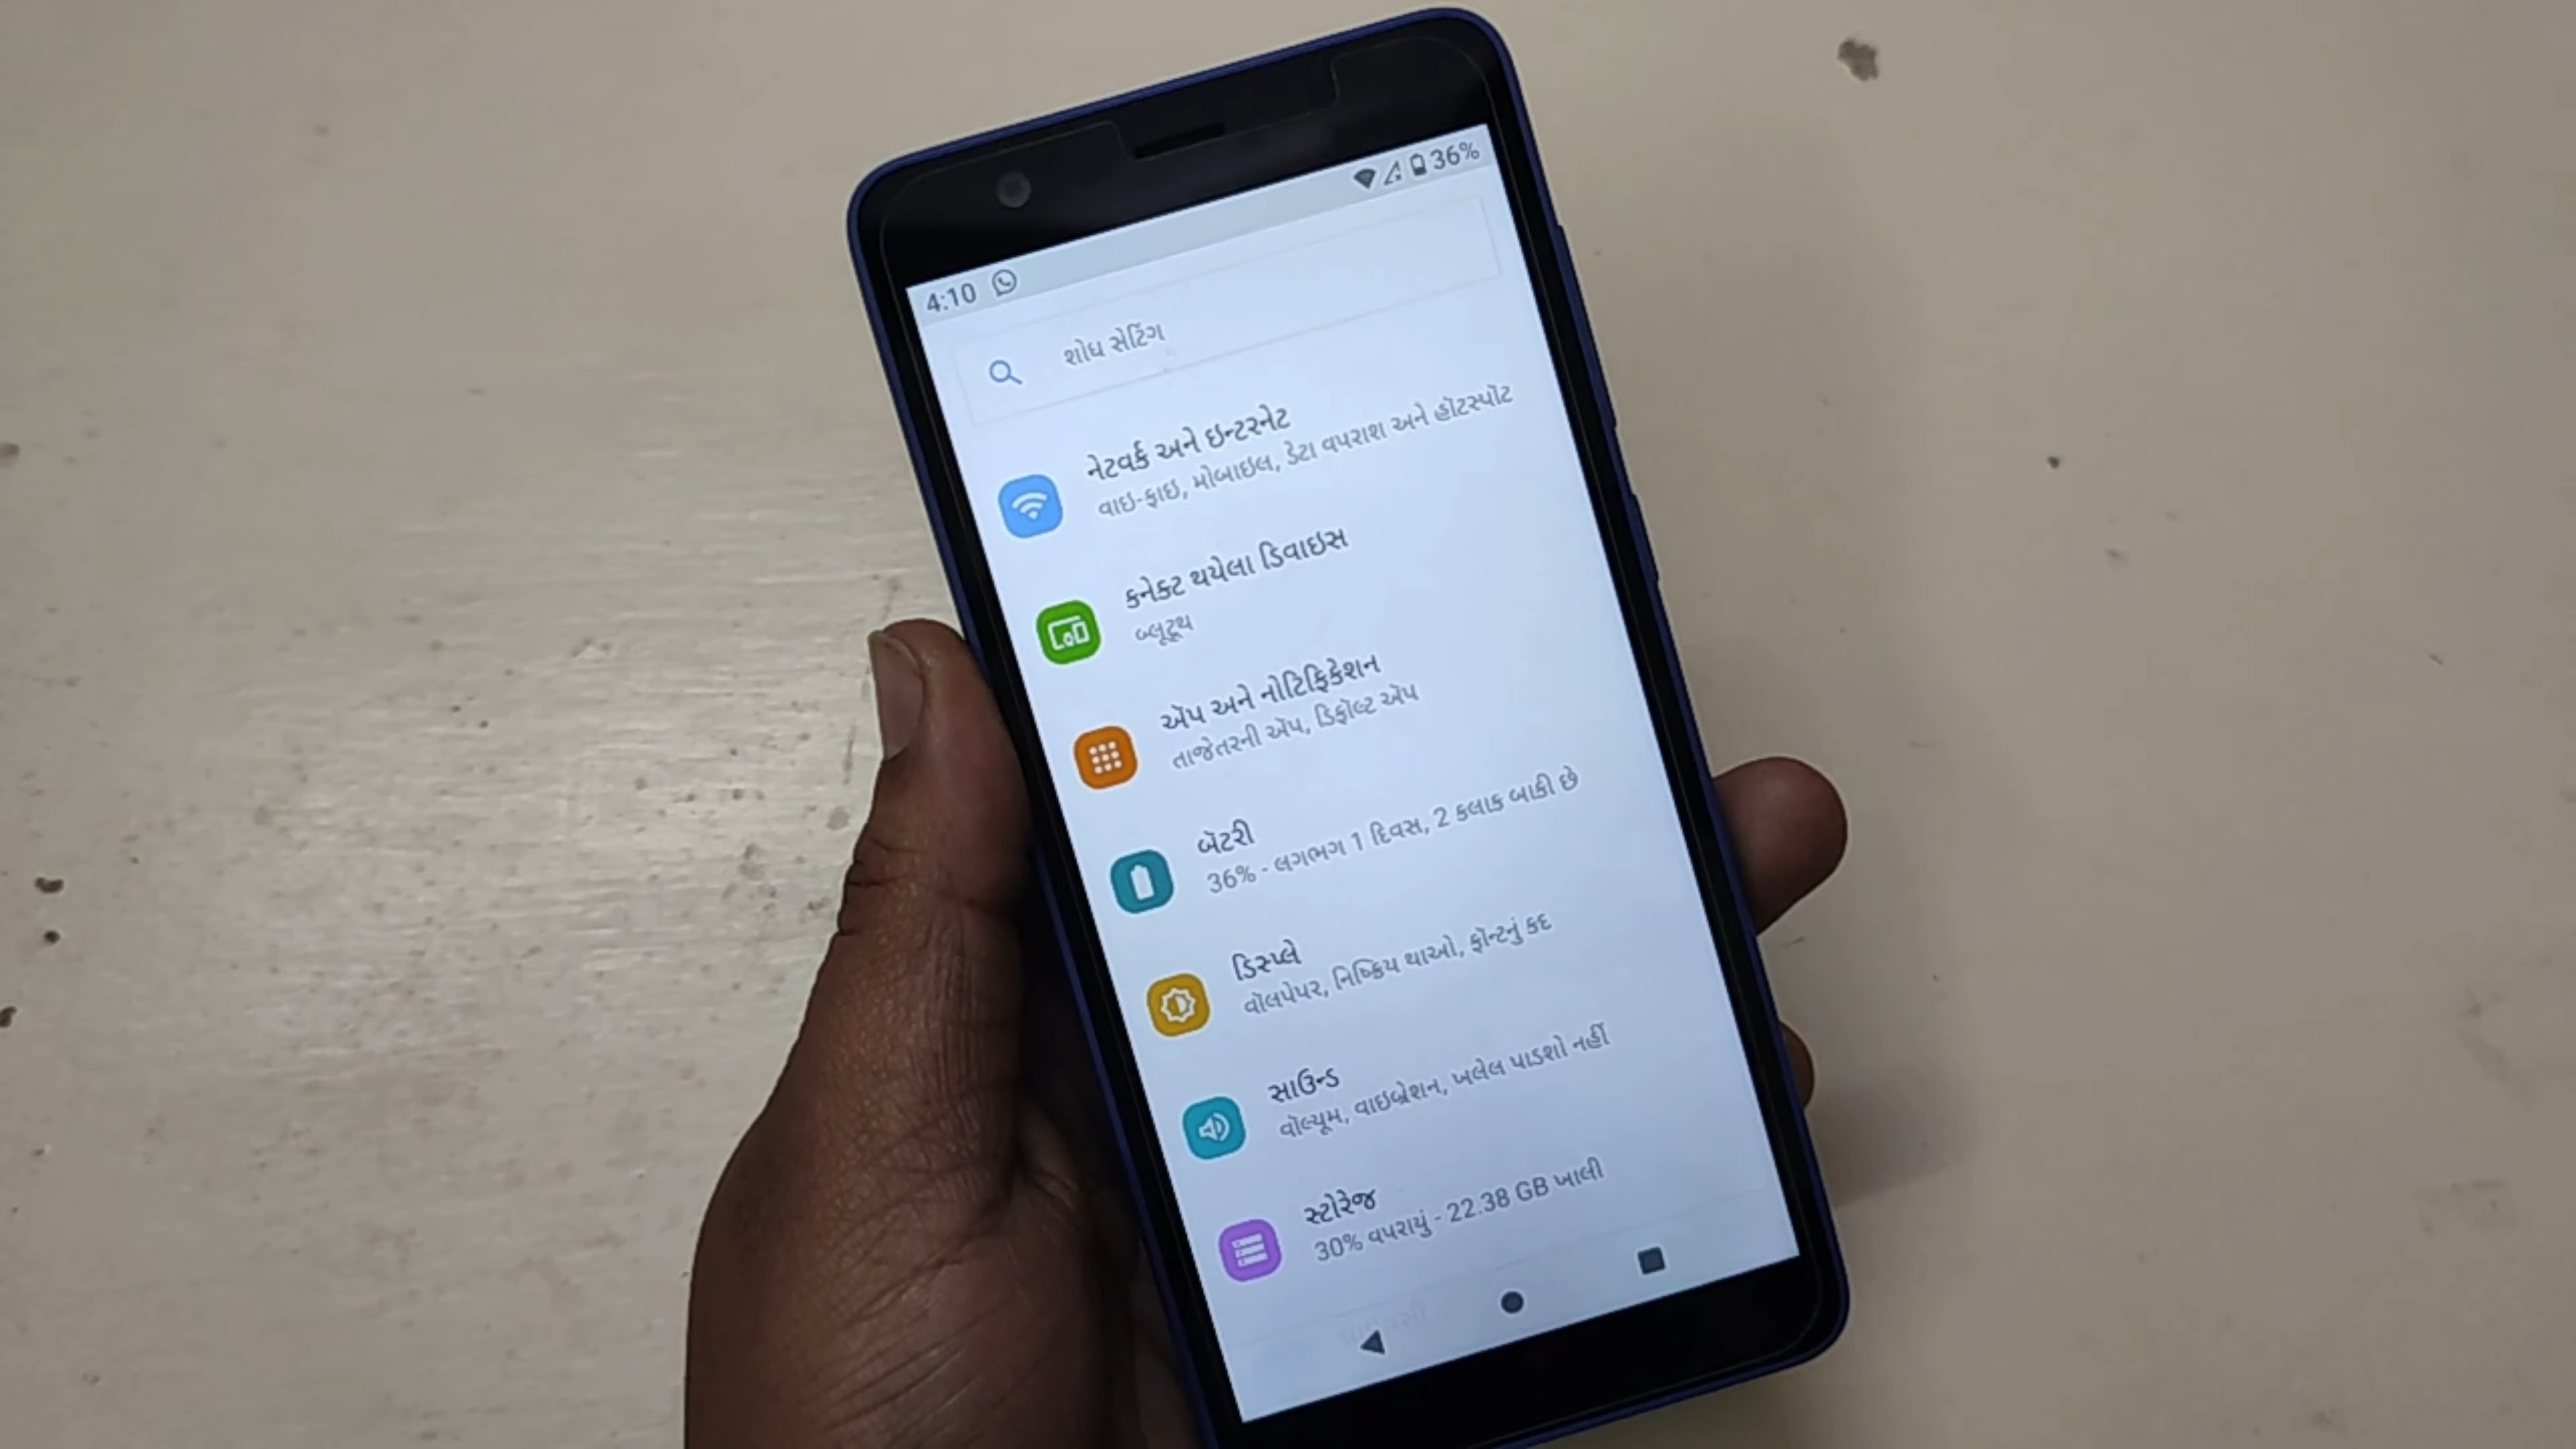 4:10 36%
શોધ સેટિંગ
નેટવર્ક અને ઇન્ટરનેટ
વાઇ-ફાઇ, મોબાઇલ, ડેટા વપરાશ અને હૉટસ્પૉટ
કનેક્ટ થયેલા ડિવાઇસ
બ્લૂટૂથ
ઍપ અને નોટિફિકેશન
તાજેતરની ઍપ, ડિફૉલ્ટ ઍપ
બૅટરી
36% - લગભગ 1 દિવસ, 2 કલાક બાકી છે
ડિસ્પ્લે
વૉલપેપર, નિષ્ક્રિય થાઓ, ફૉન્ટનું કદ
સાઉન્ડ
વૉલ્યૂમ, વાઇબ્રેશન, ખલેલ પાડશો નહીં
સ્ટોરેજ
30% વપરાયું - 22.38 GB ખાલી